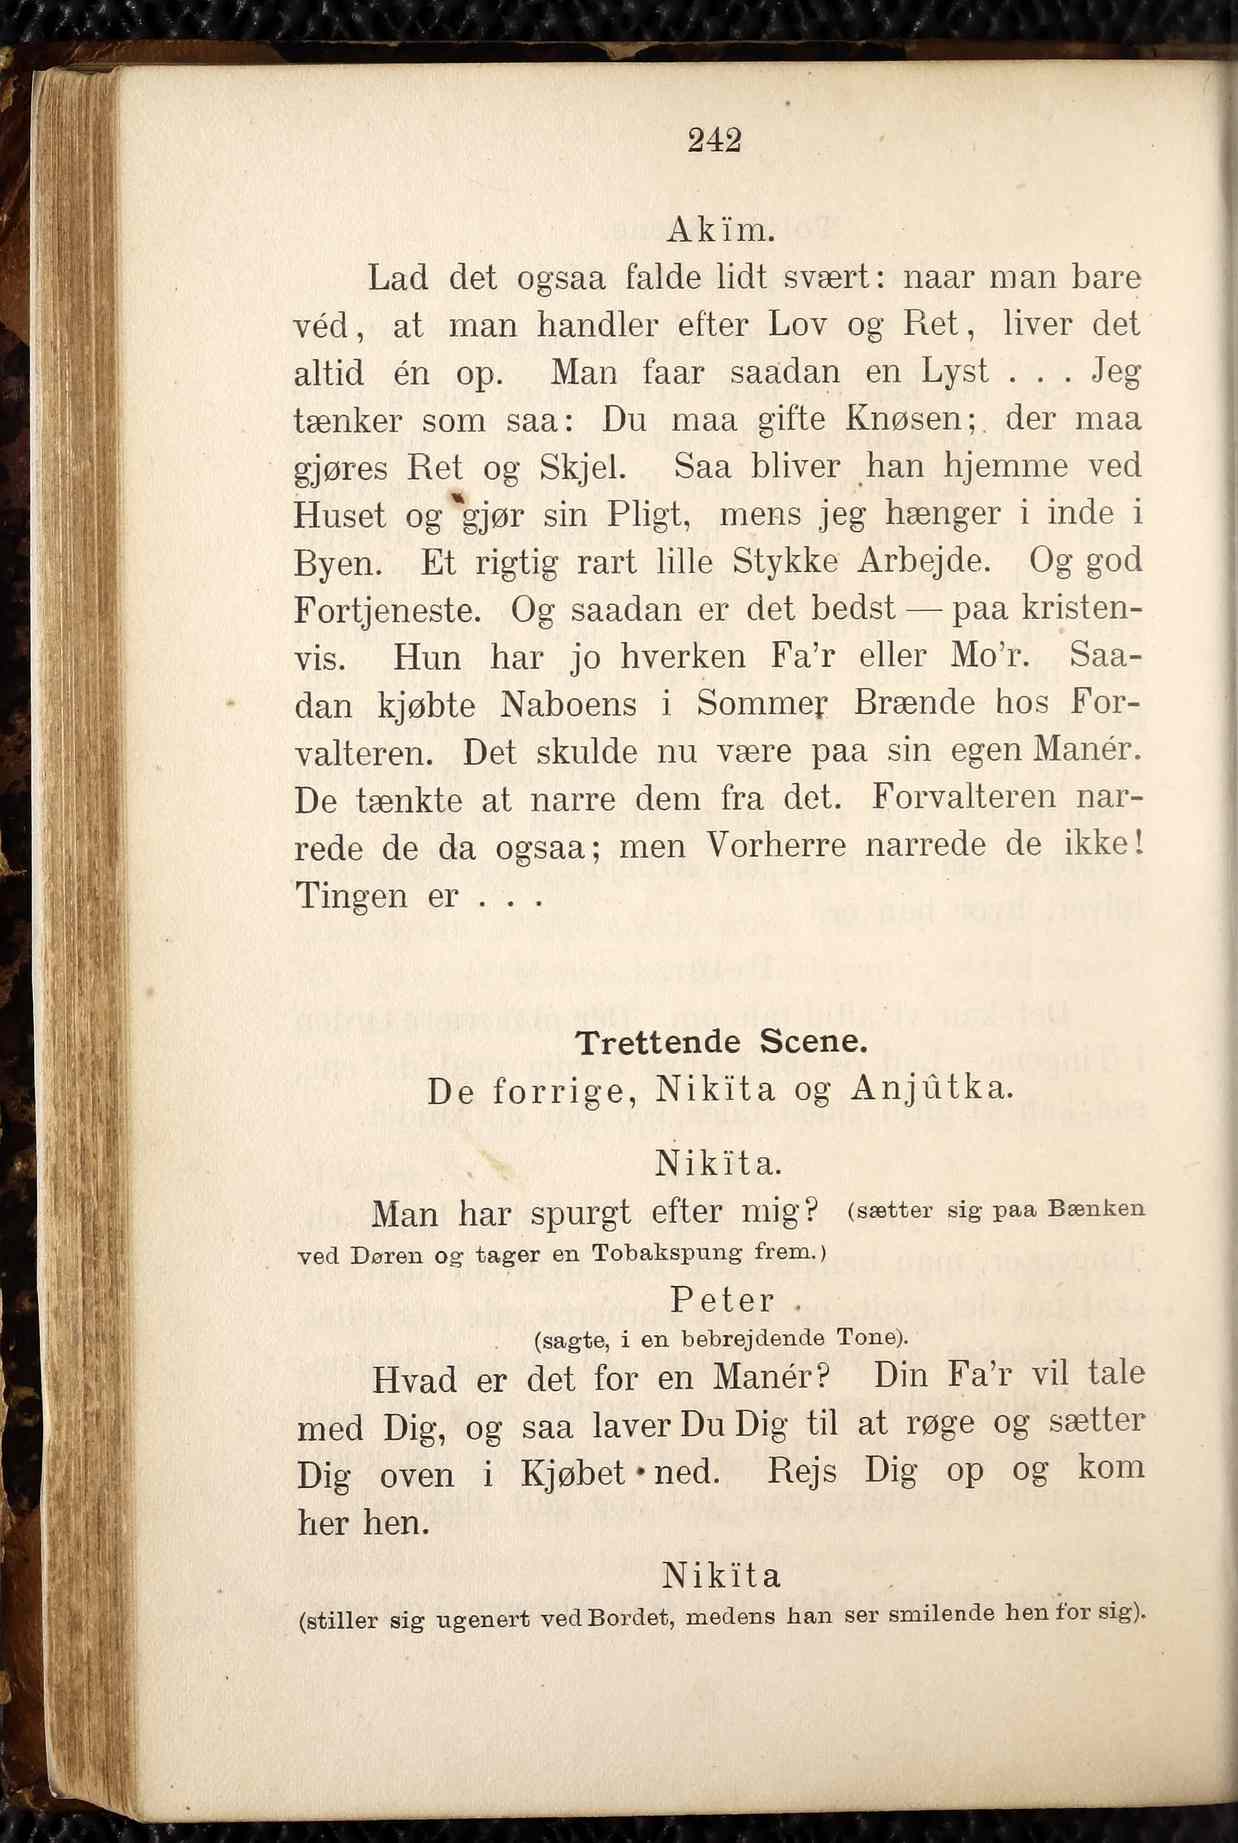 242
Akïm.
Lad det ogsaa falde lidt svært: naar man bare
véd, at man handler efter Lov og Ret, liver det
altid én op. Man faar saadan en Lyst . . . Jeg
tænker som saa: Du maa gifte Knøsen; der maa
gjøres Ret og Skjel. Saa bliver han hjemme ved
Huset og gjør sin Pligt, mens jeg hænger i inde i
Byen. Et rigtig rart lille Stykke Arbejde. Og god
Fortjeneste. Og saadan er det bedst — paa kristen-
vis. Hun har jo hverken Fa'r eller Mo'r. Saa-
dan kjøbte Naboens i Sommer Brænde hos For-
valteren. Det skulde nu være paa sin egen Manér.
De tænkte at narre dem fra det. Forvalteren nar-
rede de da ogsaa; men Vorherre narrede de ikke!
Tingen er . . .
Trettende Scene.
De forrige, Nikïta og Anjûtka.
Nikïta.
Man har spurgt efter mig? (sætter sig paa Bænken
ved Døren og tager en Tobakspung frem.)
Peter
(sagte, i en bebrejdende Tone).
Hvad er det for en Manér? Din Fa'r vil tale
med Dig, og saa laver Du Dig til at røge og sætter
Dig oven i Kjøbet ned. Rejs Dig op og kom
her hen.
Nikïta
(stiller sig ugenert ved Bordet, medens han ser smilende hen for sig).